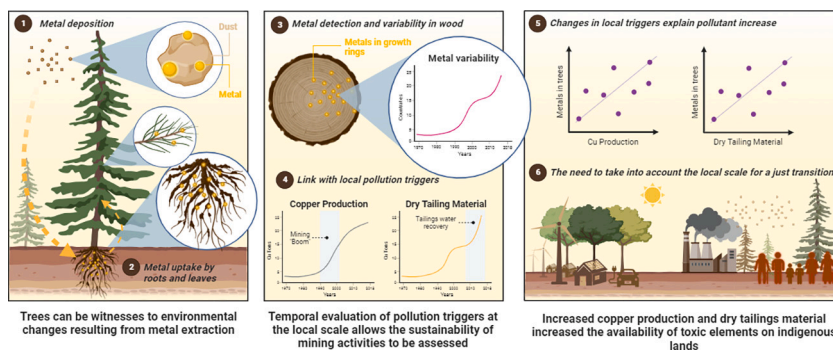 1 Metal deposition
Dust
Metal
2 Metal uptake by
roots and leaves
Trees can be witnesses to environmental
changes resulting from metal extraction
3 Metal detection and variability in wood
Metals in growth
rings
Metal variability
Years
4 Link with local pollution triggers
Copper Production
Mining
'Boom'
Years
Dry Tailing Material
Tailings water
recovery
Years
Temporal evaluation of pollution triggers at
the local scale allows the sustainability of
mining activities to be assessed
5 Changes in local triggers explain pollutant
increase
Metals in trees
Cu Production
Metals in trees
Dry Tailing Material
6 The need to take into account the local scale for a just transition
Increased copper production and dry tailings material
increased the availability of toxic elements on indigenous
lands